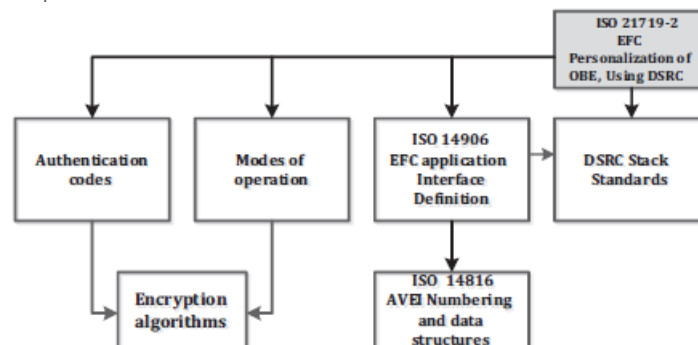 ISO 21719-2
EFC
Personalization of
OBE, Using DSRC
Authentication
codes
Modes of
operation
ISO 14906
EFC application
Interface
Definition
DSRC Stack
Standards
Encryption
algorithms
ISO 14816
AVEI Numbering
and data
structures